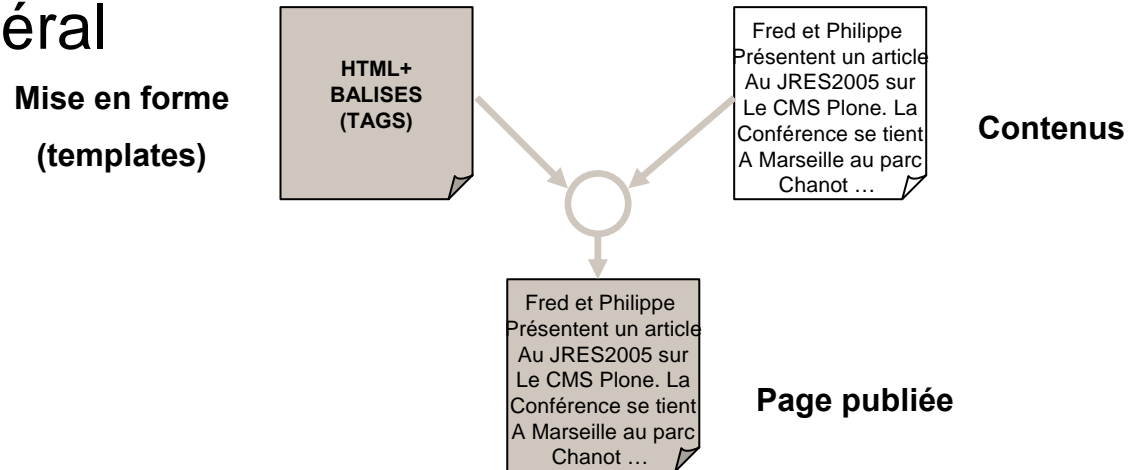 éral
Mise en forme
(templates)
HTML+
BALISES
(TAGS)
Fred et Philippe
Présentent un article
Au JRES2005 sur
Le CMS Plone. La
Conférence se tient
A Marseille au parc
Chanot …
Contenus
Fred et Philippe
Présentent un article
Au JRES2005 sur
Le CMS Plone. La
Conférence se tient
A Marseille au parc
Chanot …
Page publiée